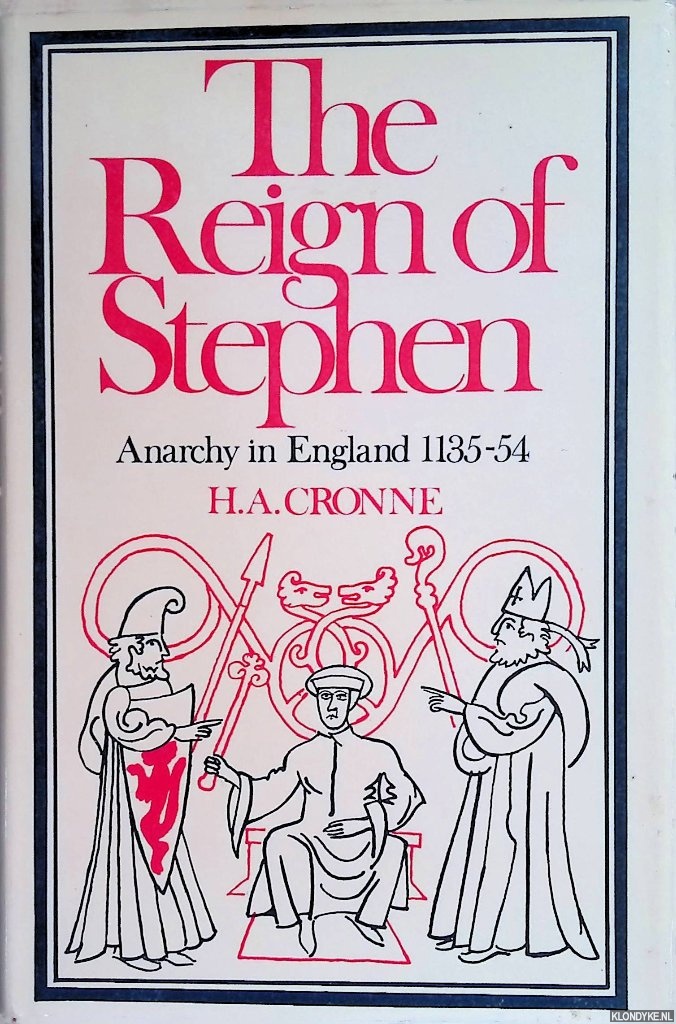 The
Reign of
Stephen
Anarchy in England 1135-54
H.A.CRONNE
KLONDYKE.NL